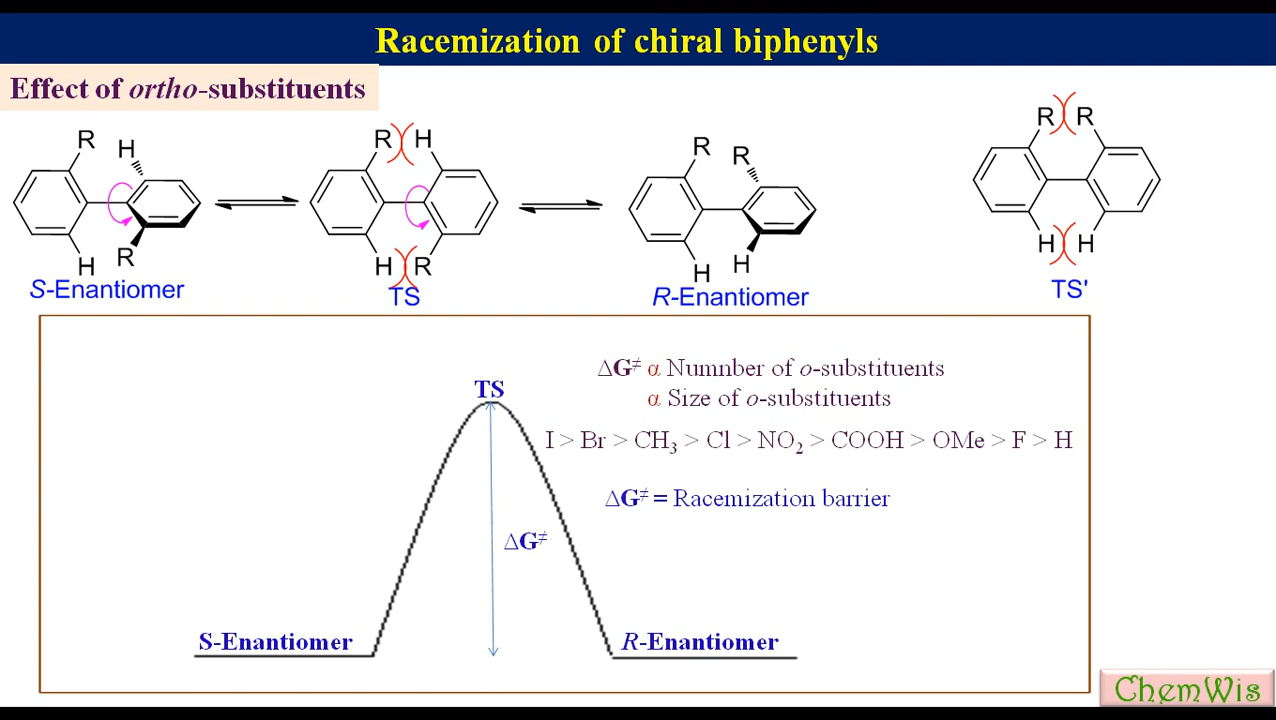 Racemization of chiral biphenyls
Effect of ortho-substituents
R H R H R R R R
R H H R H H H H
S-Enantiomer TS R-Enantiomer TS'
ΔG≠ α Numnber of o-substituents
α Size of o-substituents
TS
I > Br > CH3 > Cl > NO2 > COOH > OMe > F > H
ΔG≠ = Racemization barrier
ΔG≠
S-Enantiomer R-Enantiomer
ChemWis